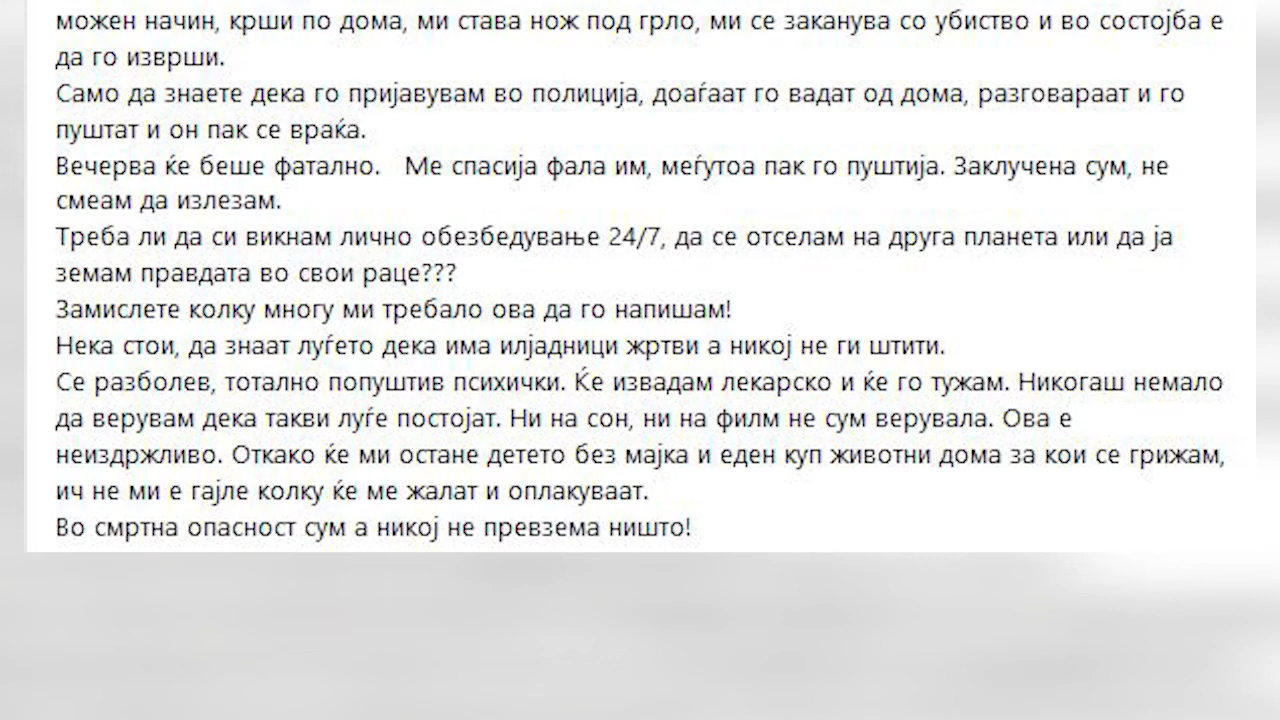 можен начин, крши по дома, ми става нож под грло, ми се заканува со убиство и во состојба е
да го изврши.
Само да знаете дека го пријавувам во полиција, доаѓаат го вадат од дома, разговараат и го
пуштат и он пак се враќа.
Вечерва ќе беше фатално. Ме спасија фала им, меѓутоа пак го пуштија. Заклучена сум, не
смеам да излезам.
Треба ли да си викнам лично обезбедување 24/7, да се отселам на друга планета или да ја
земам правдата во свои раце???
Замислете колку многу ми требало ова да го напишам!
Нека стои, да знаат луѓето дека има илјадници жртви а никој не ги штити.
Се разболев, тотално попуштив психички. Ќе извадам лекарско и ќе го тужам. Никогаш немало
да верувам дека такви луѓе постојат. Ни на сон, ни на филм не сум верувала. Ова е
неиздржливо. Откако ќе ми остане детето без мајка и еден куп животни дома за кои се грижам,
ич не ми е гајле колку ќе ме жалат и оплакуваат.
Во смртна опасност сум а никој не превзема ништо!